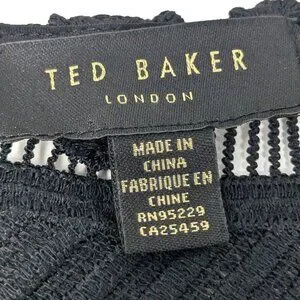 TED BAKER
LONDON
MADE IN
CHINA
FABRIQUE EN
CHINE
RN95229
CA25459